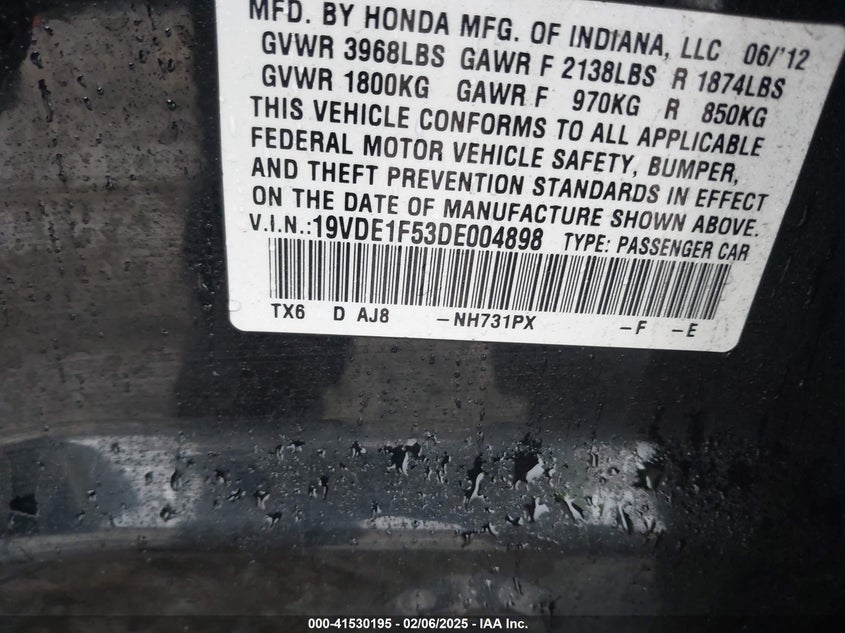 MFD. BY HONDA MFG. OF INDIANA, LLC 06/'12
GVWR 3968LBS GAWR F 2138LBS R 1874LBS
GVWR 1800KG GAWR F 970KG R 850KG
THIS VEHICLE CONFORMS TO ALL APPLICABLE
FEDERAL MOTOR VEHICLE SAFETY, BUMPER,
AND THEFT PREVENTION STANDARDS IN EFFECT
ON THE DATE OF MANUFACTURE SHOWN ABOVE.
V.I.N.:19VDE1F53DE004898 TYPE: PASSENGER CAR
TX6 D AJ8 –NH731PX –F –E
000-41530195 - 02/06/2025 - IAA Inc.